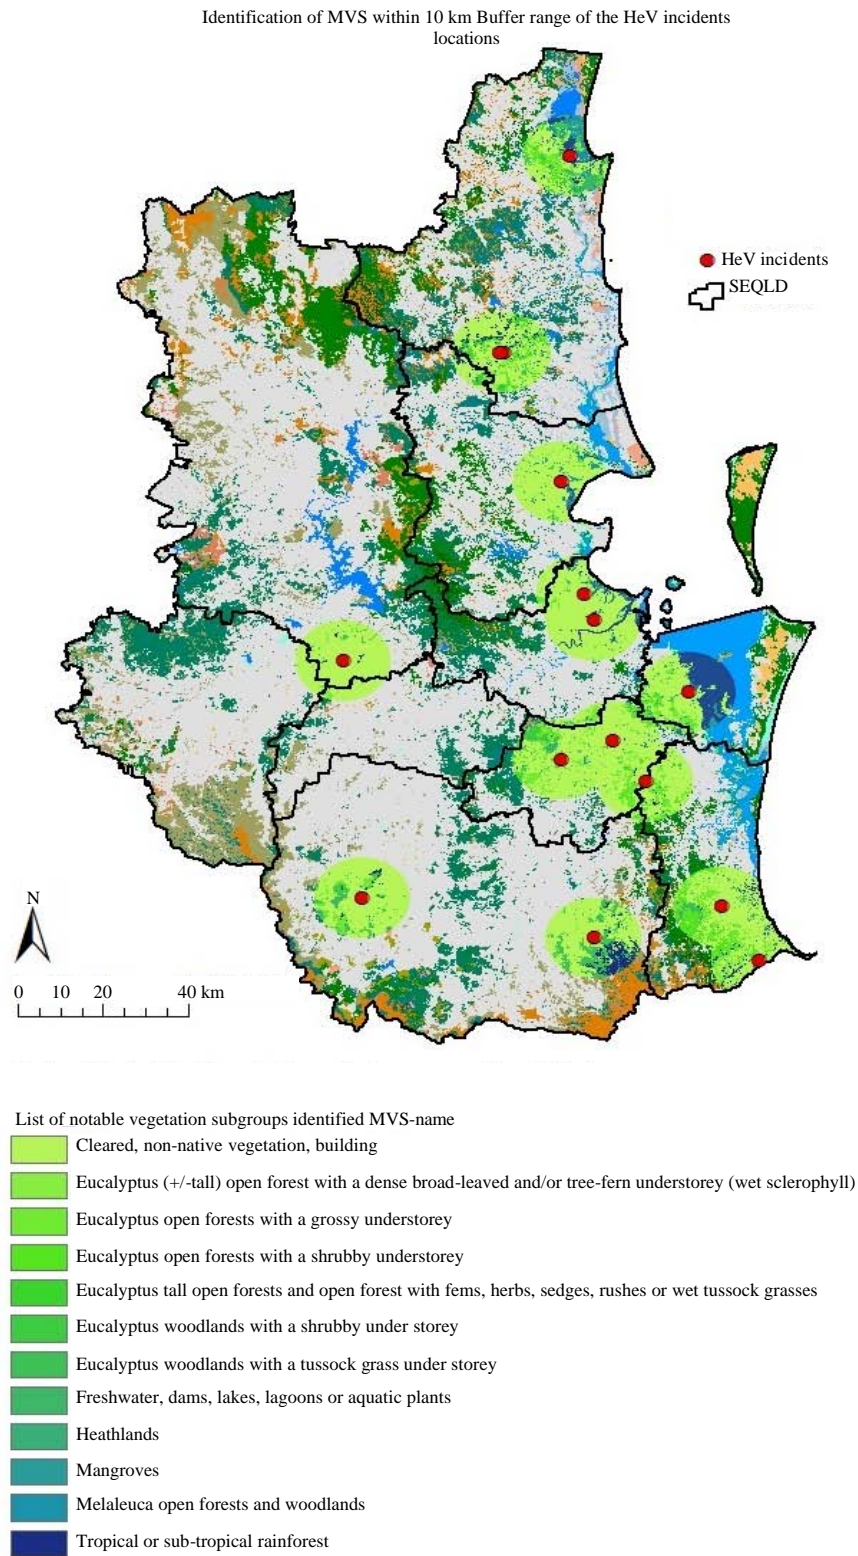 Identification of MVS within 10 km Buffer range of the HeV incidents
locations
HeV incidents
SEQLD
N
0 10 20 40 km
List of notable vegetation subgroups identified MVS-name
Cleared, non-native vegetation, building
Eucalyptus (+/-tall) open forest with a dense broad-leaved and/or tree-fern understorey (wet sclerophyll)
Eucalyptus open forests with a grossy understorey
Eucalyptus open forests with a shrubby understorey
Eucalyptus tall open forests and open forest with fems, herbs, sedges, rushes or wet tussock grasses
Eucalyptus woodlands with a shrubby under storey
Eucalyptus woodlands with a tussock grass under storey
Freshwater, dams, lakes, lagoons or aquatic plants
Heathlands
Mangroves
Melaleuca open forests and woodlands
Tropical or sub-tropical rainforest